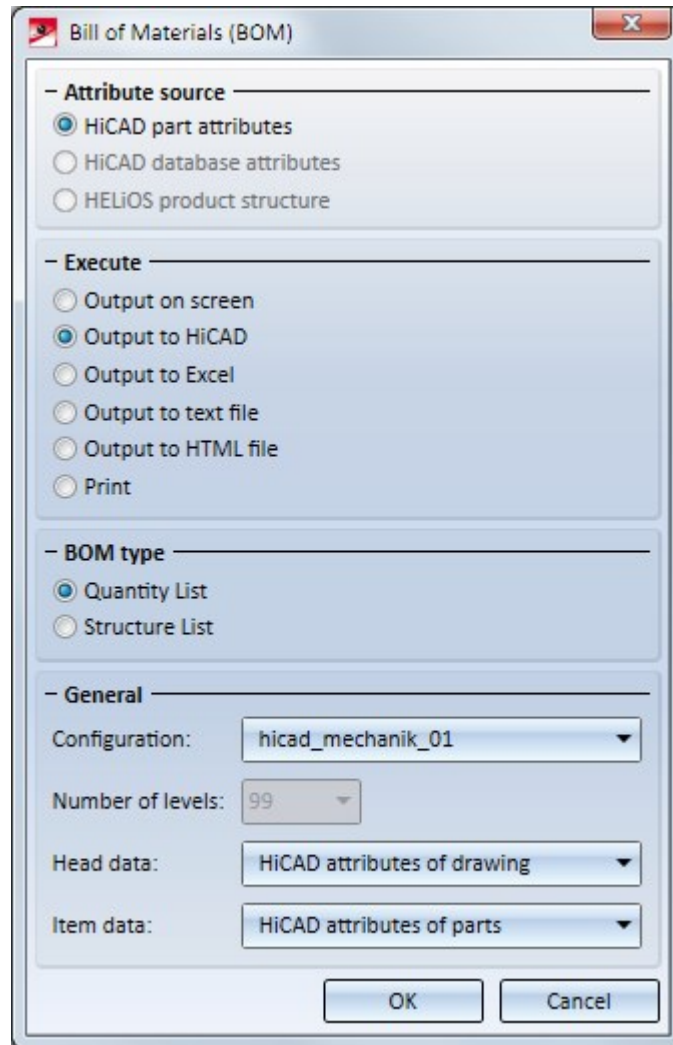 Bill of Materials (BOM)
Attribute source
HiCAD part attributes
HiCAD database attributes
HELiOS product structure
Execute
Output on screen
Output to HiCAD
Output to Excel
Output to text file
Output to HTML file
Print
BOM type
Quantity List
Structure List
General
Configuration: hicad_mechanik_01
Number of levels: 99
Head data: HiCAD attributes of drawing
Item data: HiCAD attributes of parts
OK Cancel